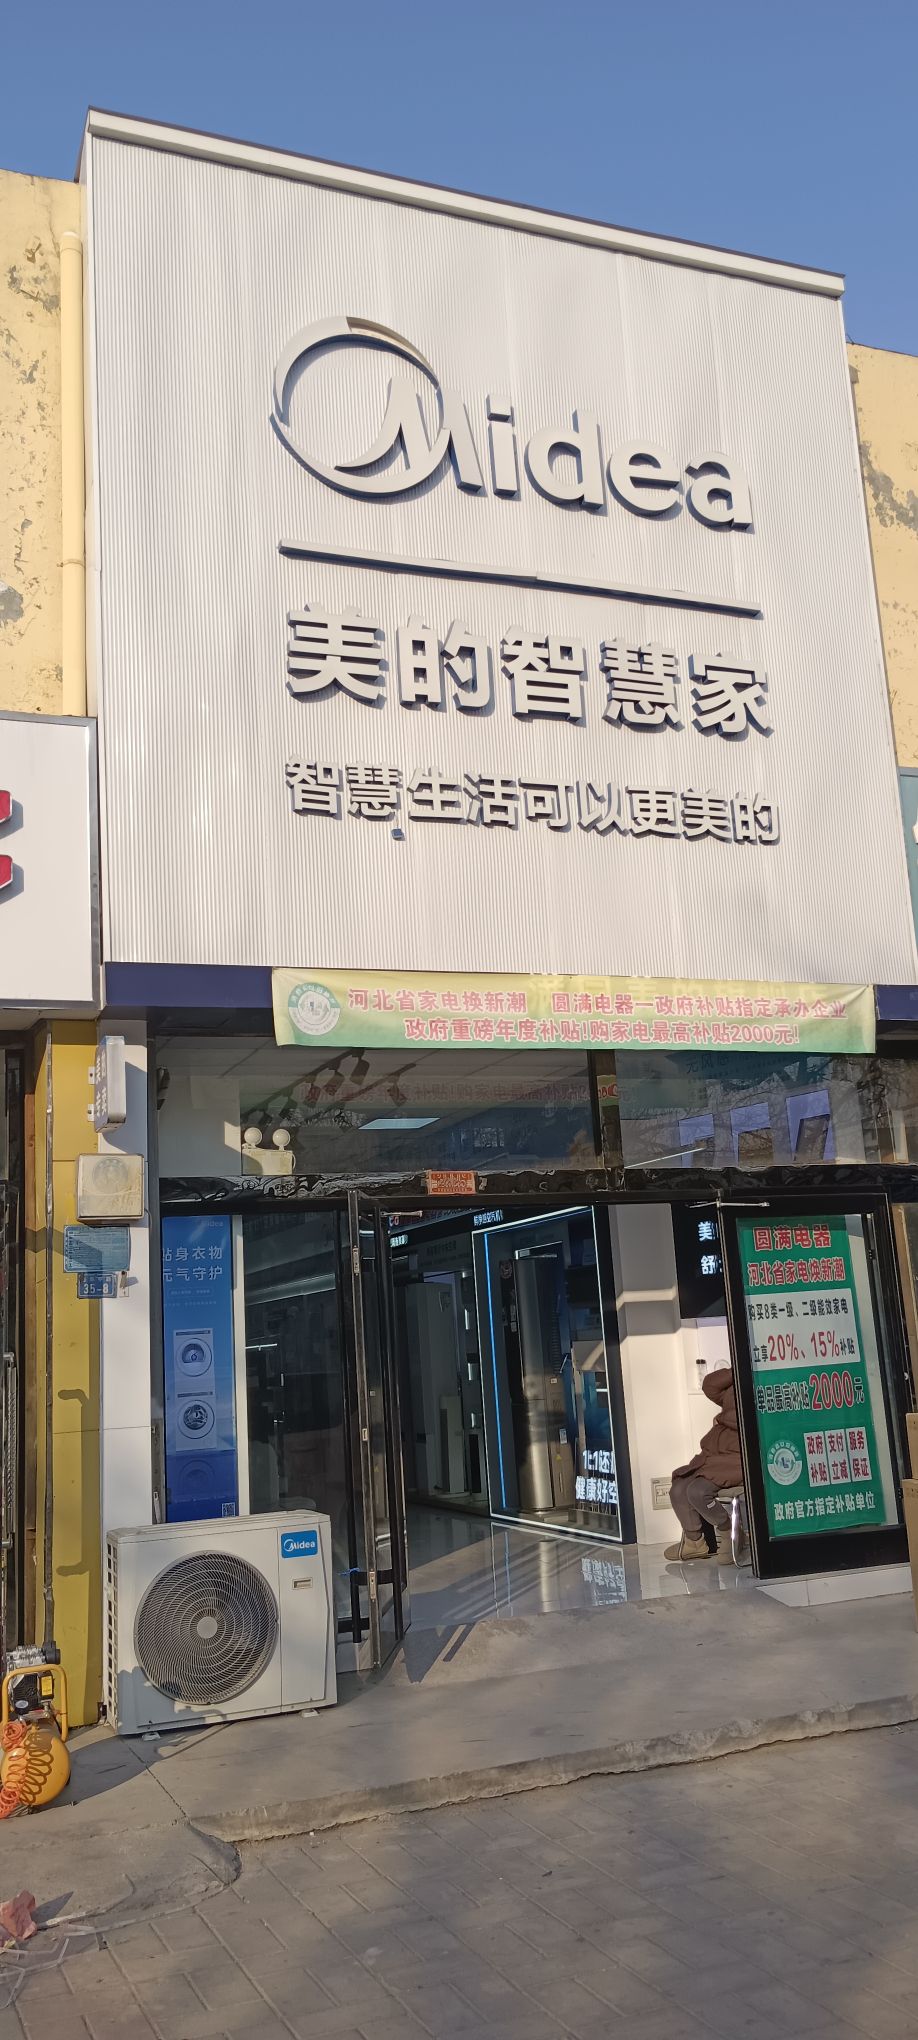 Midea
美的智慧家
智慧生活可以更美的
河北省家电换新潮 圆满电器一政府补贴指定承办企业
政府重磅年度补贴!购家电最高补贴2000元!
35-8
Midea
贴身衣物
元气守护
健康好空
圆满电器
河北省家电焕新潮
购买8类一级、二级能效家电
立享20%、15%补贴
单品最高补贴2000元
政府 支付 服务
补贴 立减 保证
政府官方指定补贴单位
Midea